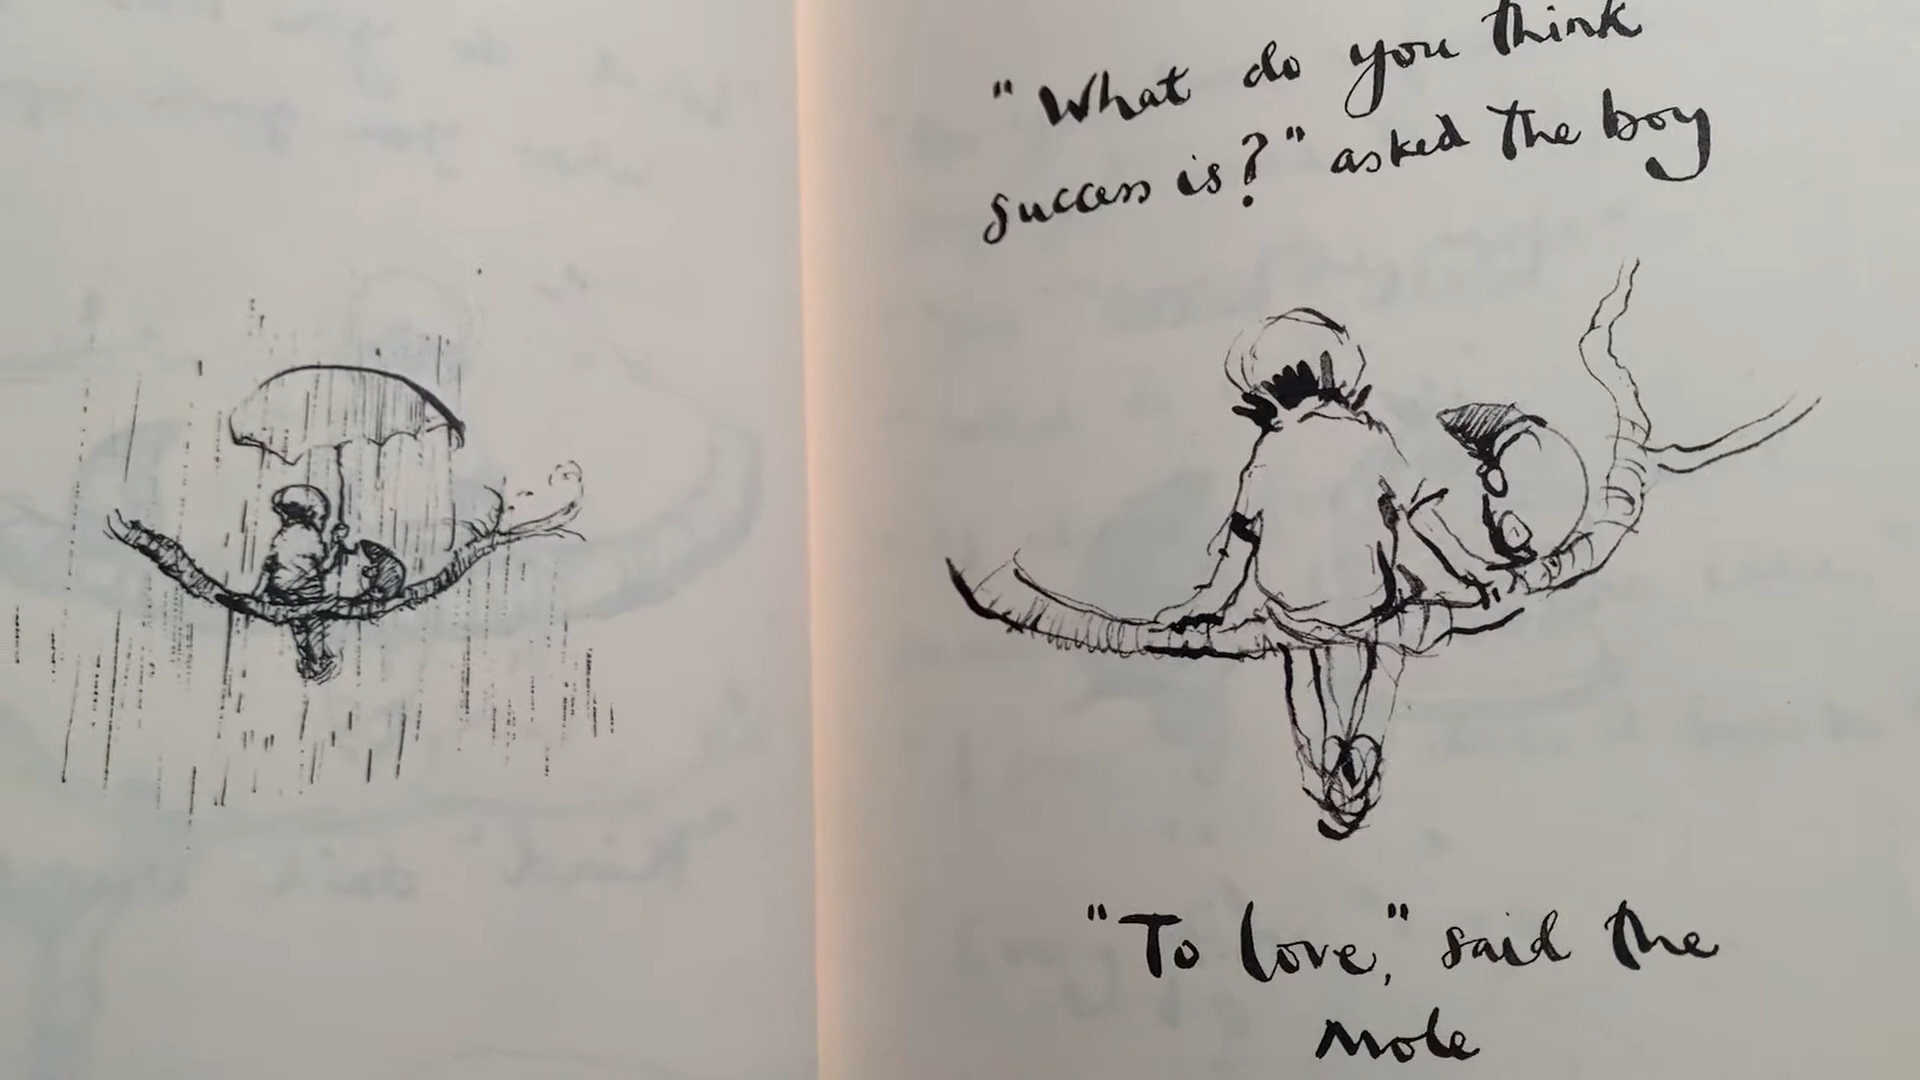 "What do you think
success is?" asked the boy
"To love," said the
mole